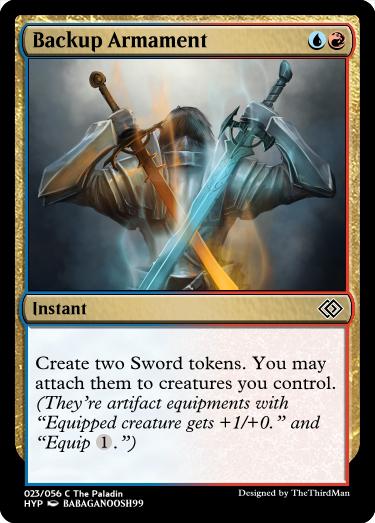 Backup Armament
Instant
Create two Sword tokens. You may
attach them to creatures you control.
(They're artifact equipments with
“Equipped creature gets +1/+0.” and
“Equip 1.”)
023/056 C The Paladin
Designed by TheThirdMan
HYP BABAGANOOSH99